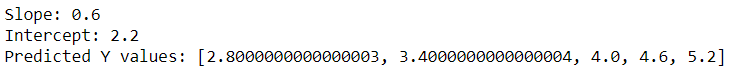 Slope: 0.6
Intercept: 2.2
Predicted Y values: [2.8000000000000003, 3.4000000000000004, 4.0, 4.6, 5.2]